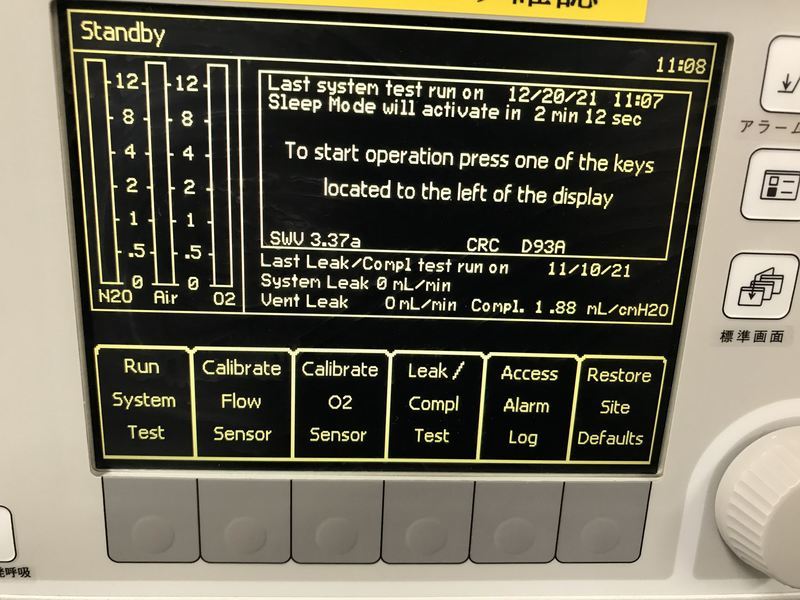 確認
Standby
11:08
12
12
8
8
4
4
2
2
1
1
.5
.5
0
0
N2O Air O2
Last system test run on 12/20/21 11:07
Sleep Mode will activate in 2 min 12 sec
To start operation press one of the keys
located to the left of the display
SWV 3.37a CRC D93A
Last Leak/Compl test run on 11/10/21
System Leak 0 mL/min
Vent Leak 0 mL/min Compl. 1.88 mL/cmH2O
Run
System
Test
Calibrate
Flow
Sensor
Calibrate
O2
Sensor
Leak/
Compl
Test
Access
Alarm
Log
Restore
Site
Defaults
アラーム
標準画面
呼吸